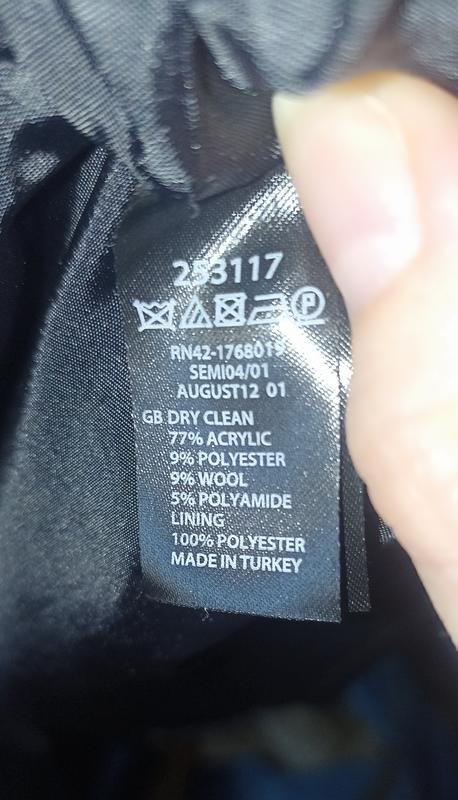 253117
RN42-1768019
SEMI04/01
AUGUST12 01
GB DRY CLEAN
77% ACRYLIC
9% POLYESTER
9% WOOL
5% POLYAMIDE
LINING
100% POLYESTER
MADE IN TURKEY